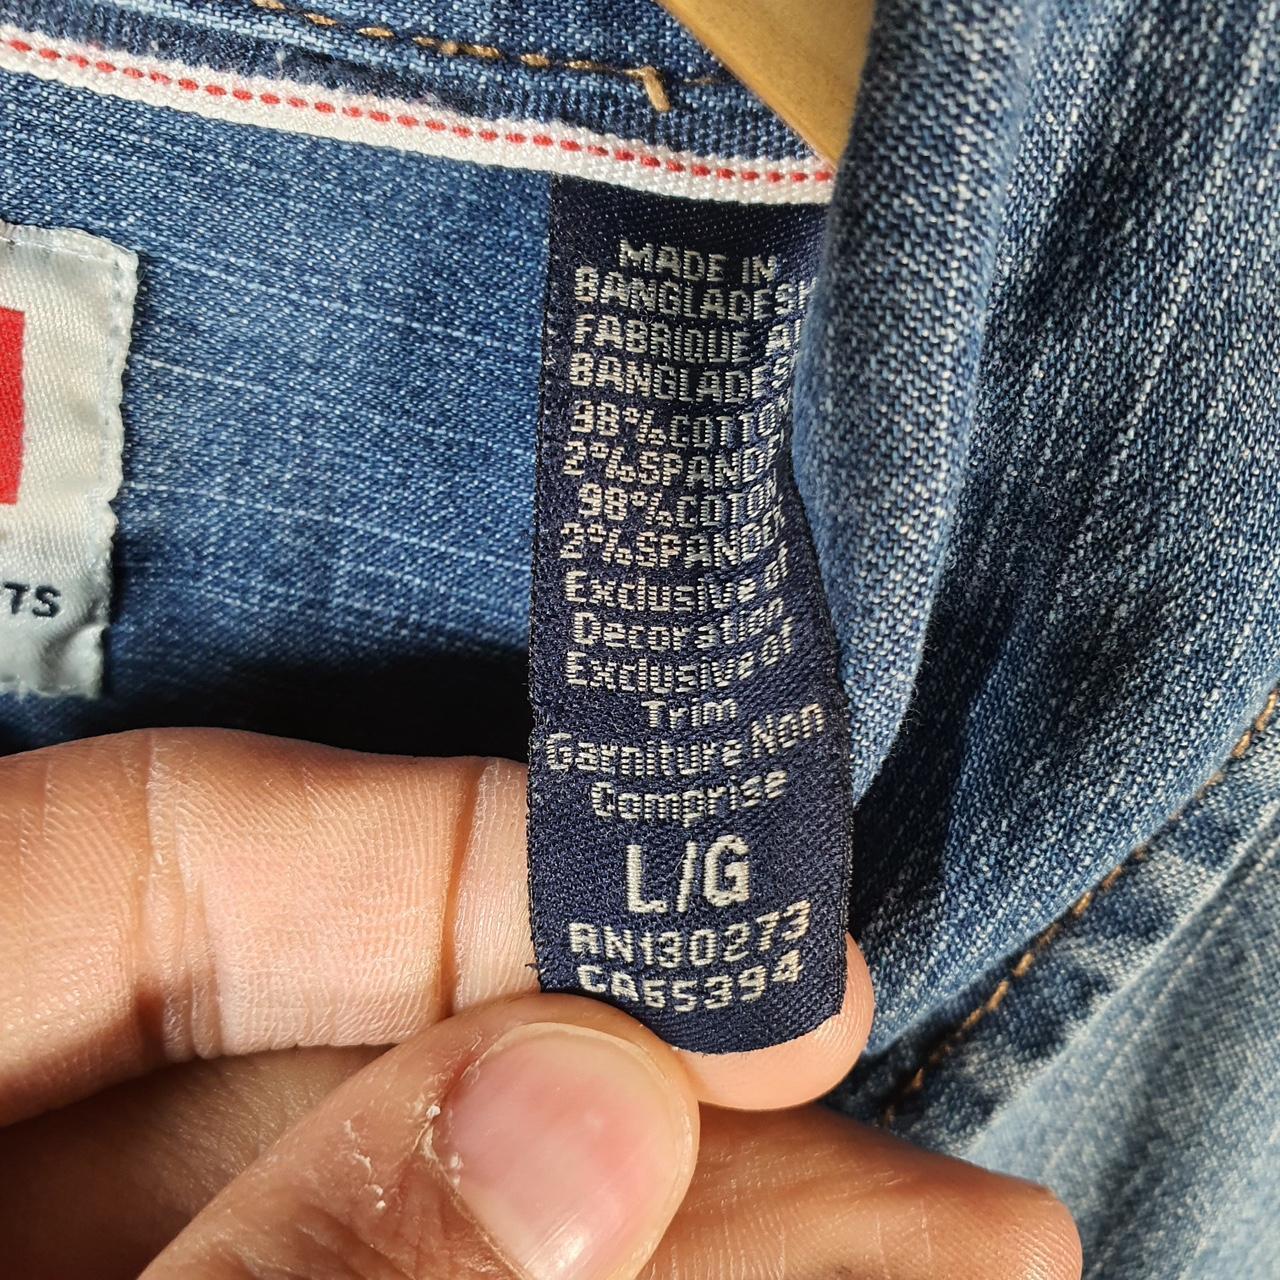 MADE IN
BANGLADESH
FABRIQUE AU
BANGLADESH
98%COTTON
2%SPANDEX
98%COTON
2%SPANDEX
Exclusive of
Decoration
Exclusive of
Trim
Garniture Non
Comprise
L/G
RN130273
CA55394
TS